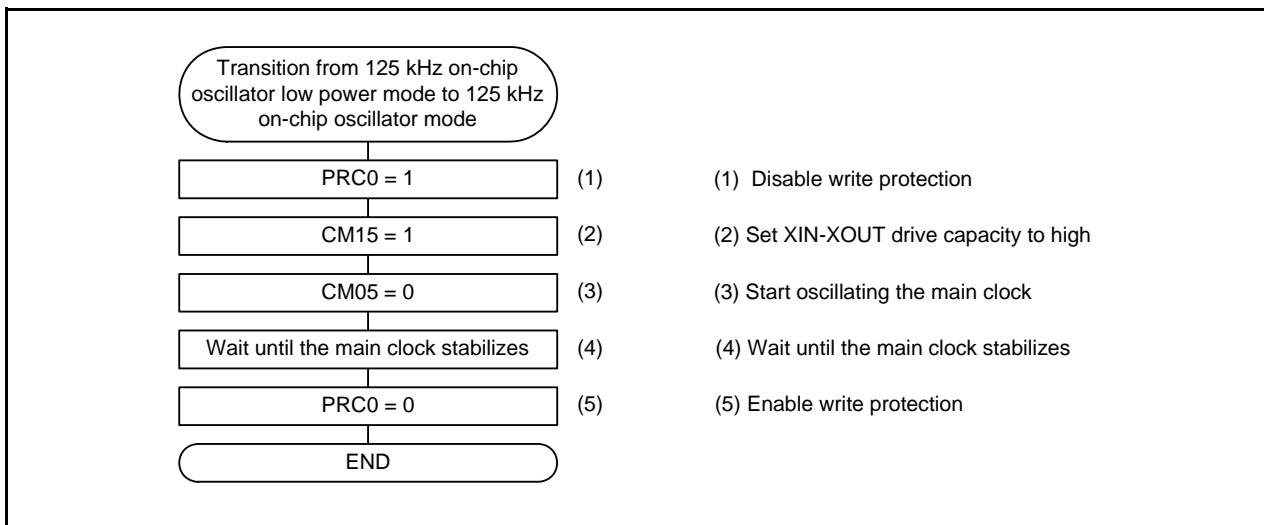 Transition from 125 kHz on-chip
oscillator low power mode to 125 kHz
on-chip oscillator mode
PRC0 = 1 (1) (1) Disable write protection
CM15 = 1 (2) (2) Set XIN-XOUT drive capacity to high
CM05 = 0 (3) (3) Start oscillating the main clock
Wait until the main clock stabilizes (4) (4) Wait until the main clock stabilizes
PRC0 = 0 (5) (5) Enable write protection
END